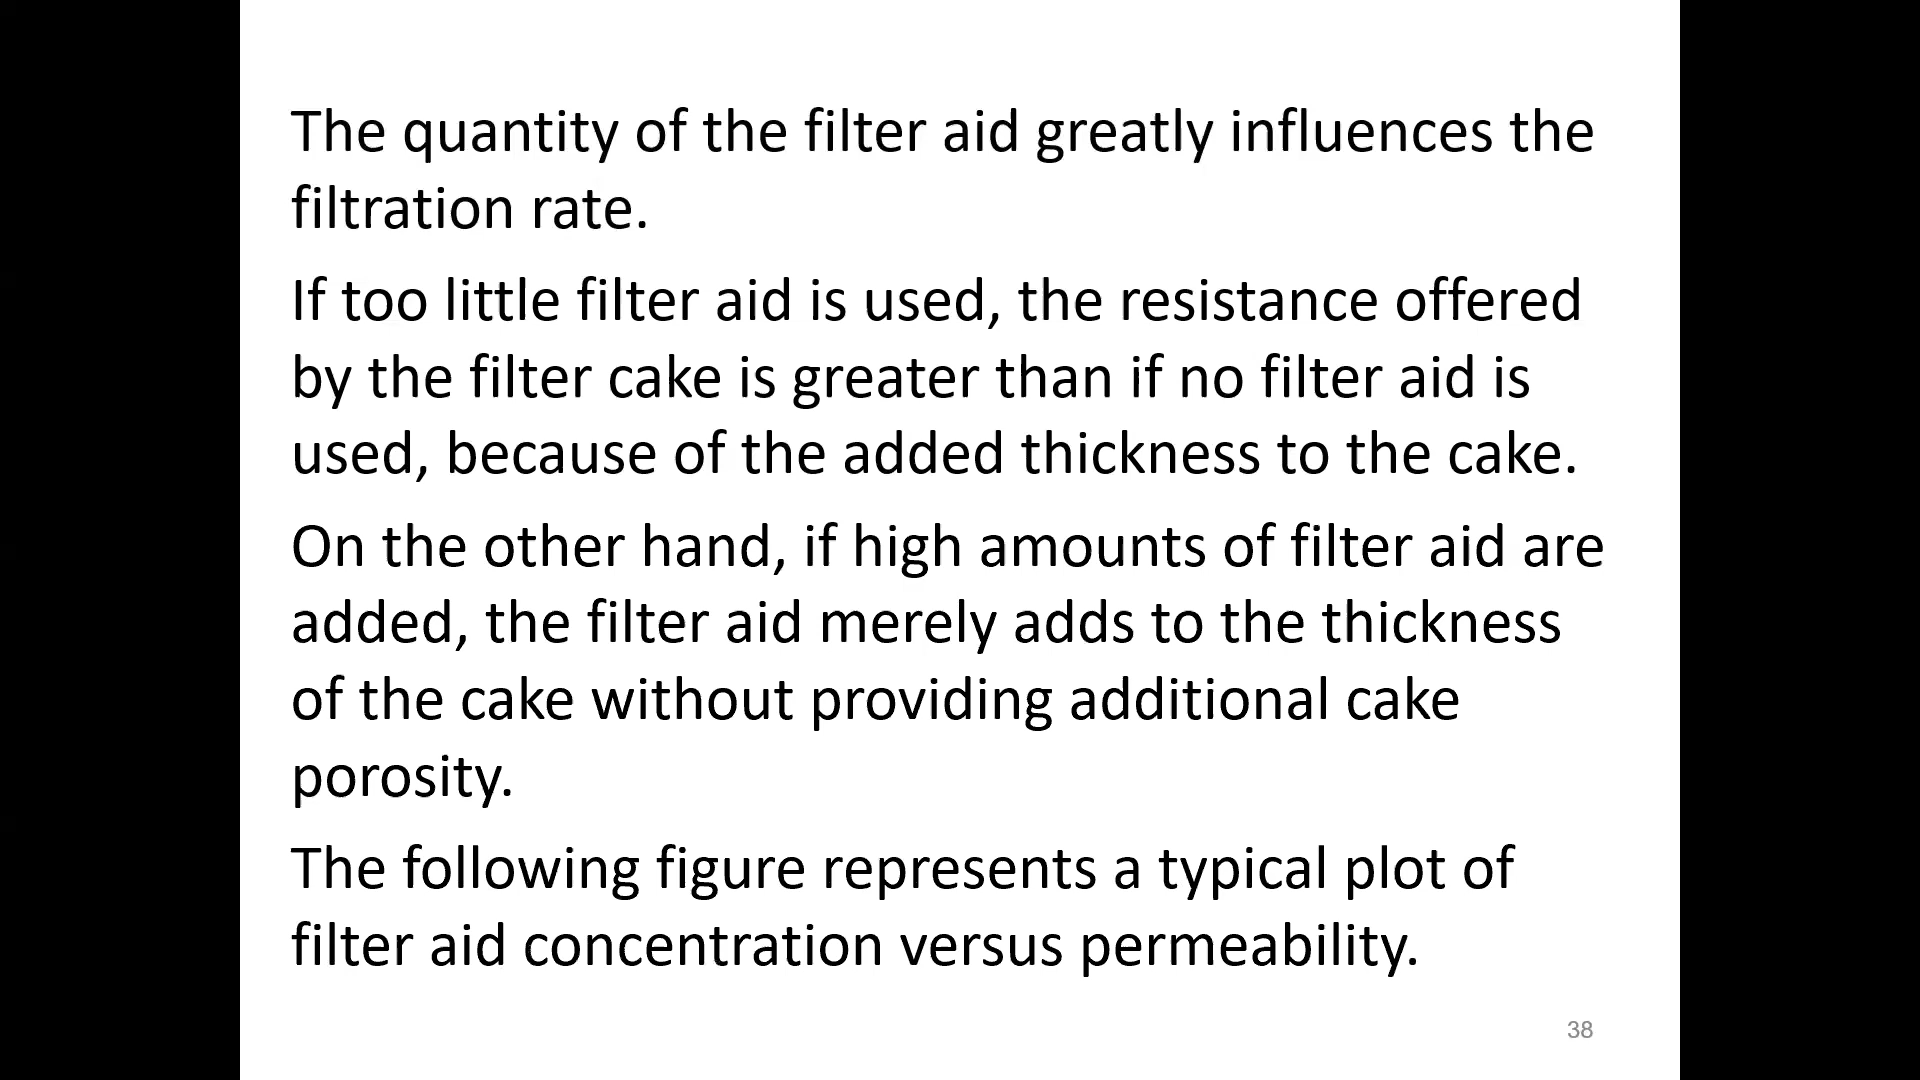 The quantity of the filter aid greatly influences the
filtration rate.
If too little filter aid is used, the resistance offered
by the filter cake is greater than if no filter aid is
used, because of the added thickness to the cake.
On the other hand, if high amounts of filter aid are
added, the filter aid merely adds to the thickness
of the cake without providing additional cake
porosity.
The following figure represents a typical plot of
filter aid concentration versus permeability.
38